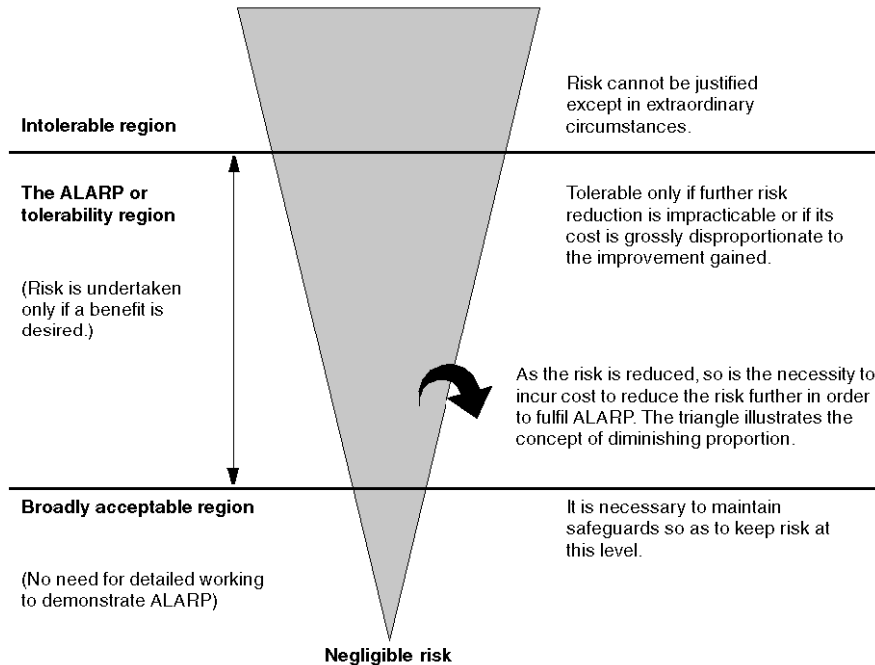 Risk cannot be justified
except in extraordinary
circumstances.
Intolerable region
The ALARP or
tolerability region
Tolerable only if further risk
reduction is impracticable or if its
cost is grossly disproportionate to
the improvement gained.
(Risk is undertaken
only if a benefit is
desired.)
As the risk is reduced, so is the necessity to
incur cost to reduce the risk further in order
to fulfil ALARP. The triangle illustrates the
concept of diminishing proportion.
Broadly acceptable region
It is necessary to maintain
safeguards so as to keep risk at
this level.
(No need for detailed working
to demonstrate ALARP)
Negligible risk